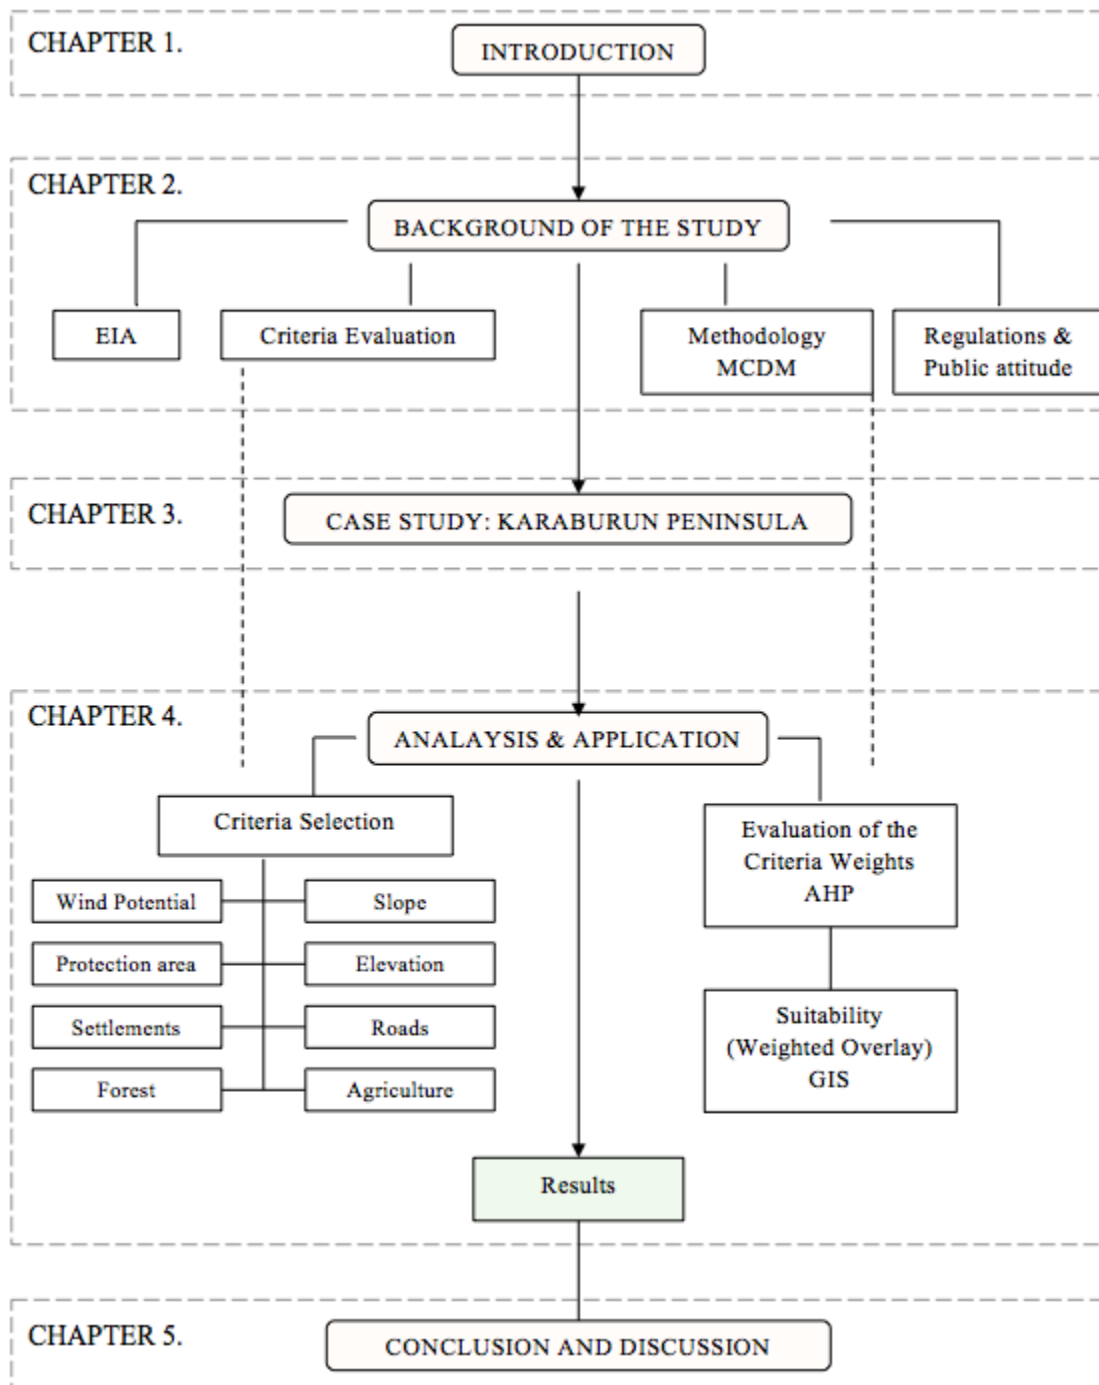 CHAPTER 1.
INTRODUCTION
CHAPTER 2.
BACKGROUND OF THE STUDY
EIA
Criteria Evaluation
Methodology
MCDM
Regulations &
Public attitude
CHAPTER 3.
CASE STUDY: KARABURUN PENINSULA
CHAPTER 4.
ANALAYSIS & APPLICATION
Criteria Selection
Wind Potential
Slope
Protection area
Elevation
Settlements
Roads
Forest
Agriculture
Evaluation of the
Criteria Weights
AHP
Suitability
(Weighted Overlay)
GIS
Results
CHAPTER 5.
CONCLUSION AND DISCUSSION